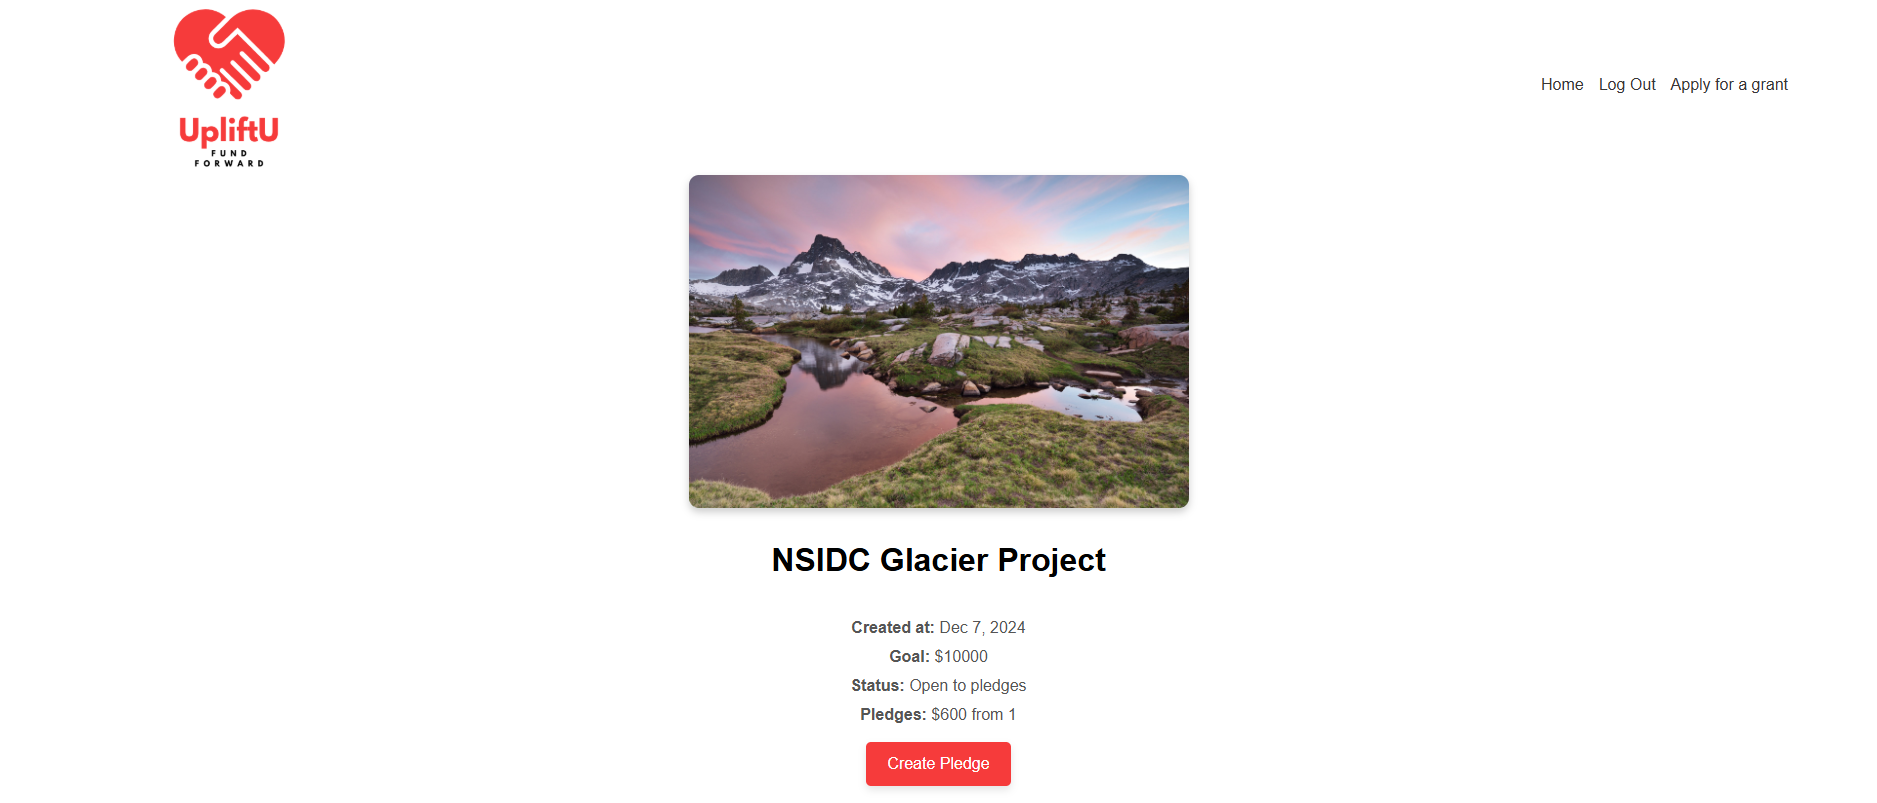 UpliftU
FUND
FORWARD
Home Log Out Apply for a grant
NSIDC Glacier Project
Created at: Dec 7, 2024
Goal: $10000
Status: Open to pledges
Pledges: $600 from 1
Create Pledge